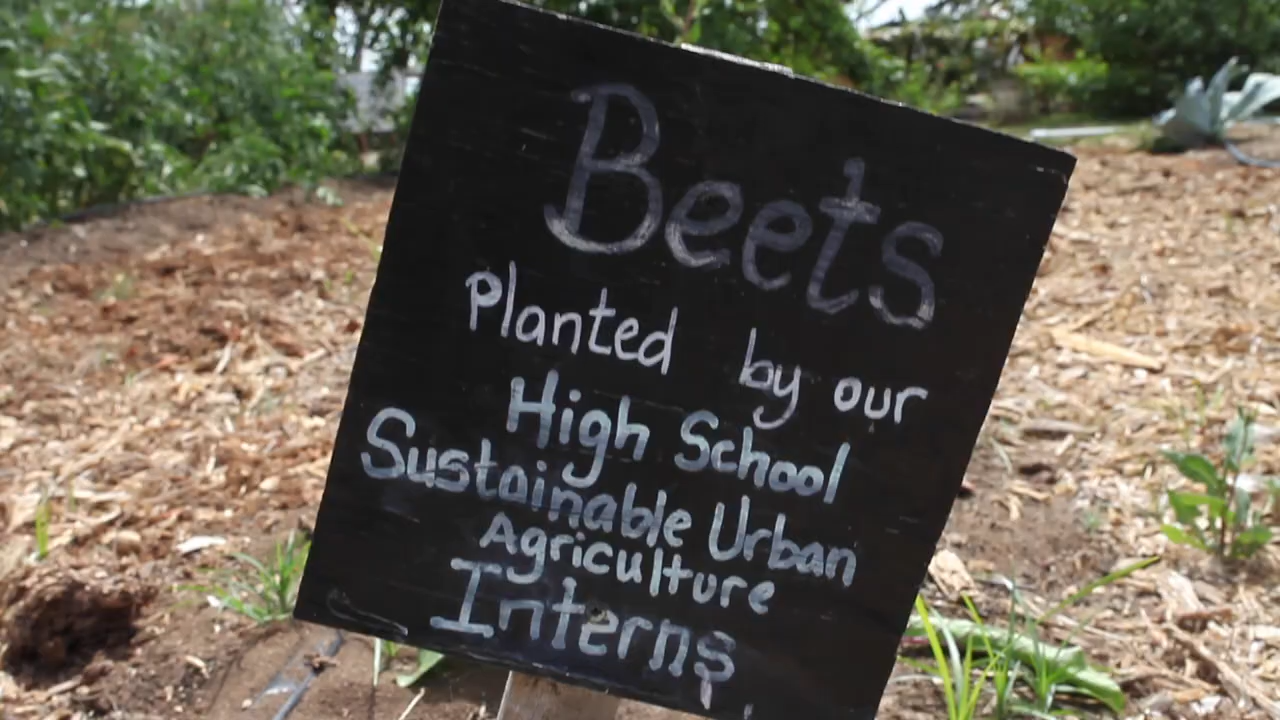 Beets
Planted by our
High School
Sustainable Urban
Agriculture
Interns